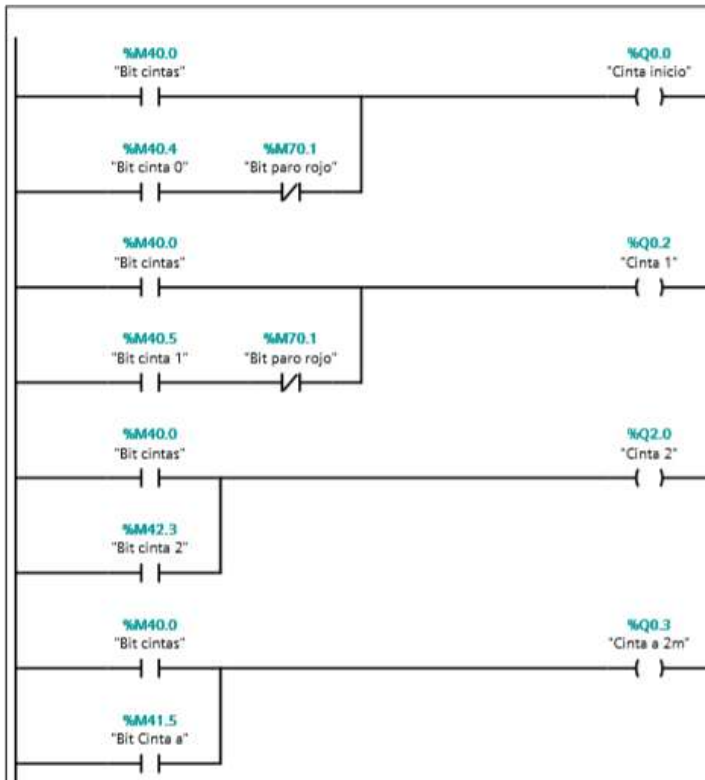 %M40.0 %Q0.0
"Bit cintas" "Cinta inicio"
%M40.4 %M70.1
"Bit cinta 0" "Bit paro rojo"
%M40.0 %Q0.2
"Bit cintas" "Cinta 1"
%M40.5 %M70.1
"Bit cinta 1" "Bit paro rojo"
%M40.0 %Q2.0
"Bit cintas" "Cinta 2"
%M42.3
"Bit cinta 2"
%M40.0 %Q0.3
"Bit cintas" "Cinta a 2m"
%M41.5
"Bit Cinta a"